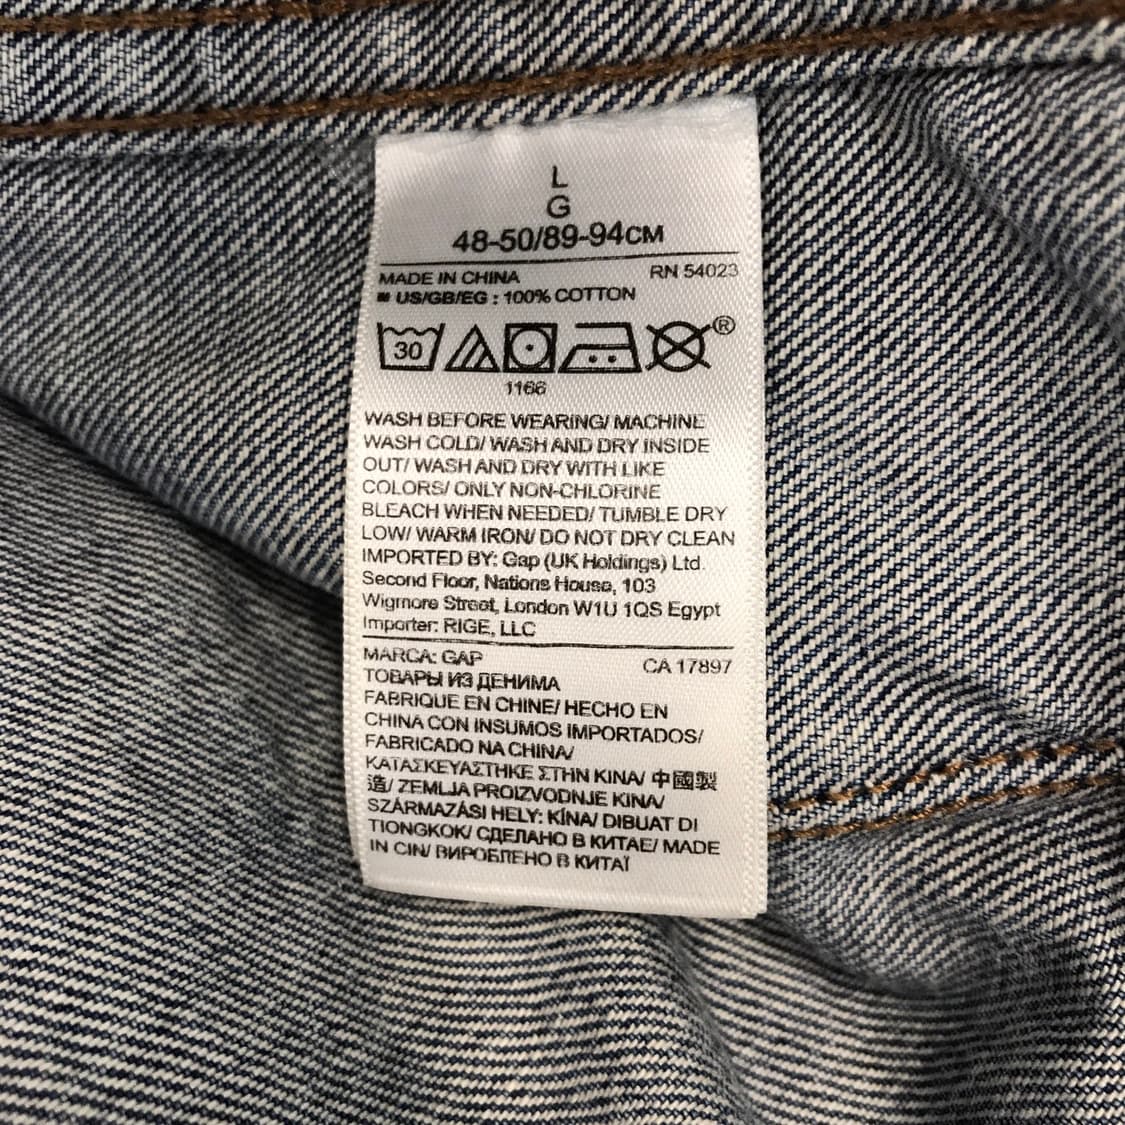 L
G
48-50/89-94CM
MADE IN CHINA RN 54023
US/GB/EG : 100% COTTON
30 ®
1166
WASH BEFORE WEARING/ MACHINE
WASH COLD/ WASH AND DRY INSIDE
OUT/ WASH AND DRY WITH LIKE
COLORS/ ONLY NON-CHLORINE
BLEACH WHEN NEEDED/ TUMBLE DRY
LOW/ WARM IRON/ DO NOT DRY CLEAN
IMPORTED BY: Gap (UK Holdings) Ltd.
Second Floor, Nations House, 103
Wigmore Street, London W1U 1QS Egypt
Importer: RIGE, LLC
MARCA: GAP CA 17897
ТОВАРЫ ИЗ ДЕНИМА
FABRIQUE EN CHINE/ HECHO EN
CHINA CON INSUMOS IMPORTADOS/
FABRICADO NA CHINA/
ΚΑΤΑΣΚΕΥΑΣΤΗΚΕ ΣΤΗΝ ΚΙΝΑ/ 中國製
造/ ZEMLJA PROIZVODNJE KINA/
SZÁRMAZÁSI HELY: KÍNA/ DIBUAT DI
TIONGKOK/ СДЕЛАНО В КИТАЕ/ MADE
IN CIN/ ВИРОБЛЕНО В КИТАЇ